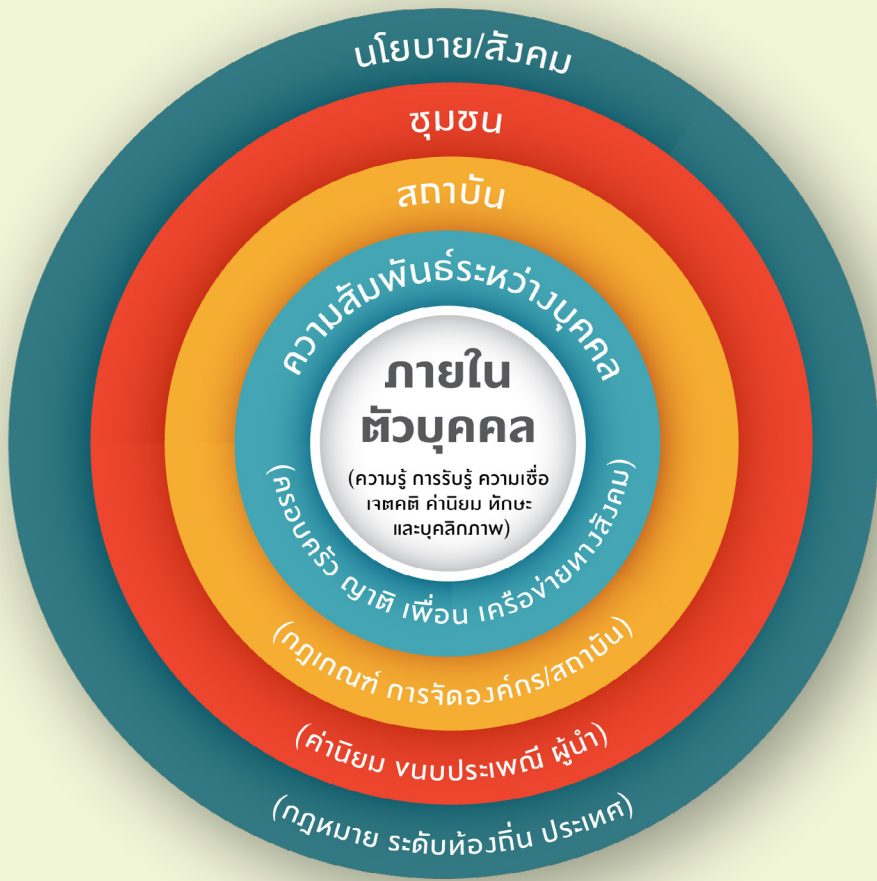 นโยบาย/สังคม
ชุมชน
สถาบัน
ความสัมพันธ์ระหว่างบุคคล
ภายใน
ตัวบุคคล
(ความรู้ การรับรู้ ความเชื่อ
เจตคติ ค่านิยม ทักษะ
และบุคลิกภาพ)
(ครอบครัว ญาติ เพื่อน เครือข่ายทางสังคม)
(กฎเกณฑ์ การจัดองค์กร/สถาบัน)
(ค่านิยม ขนบประเพณี ผู้นำ)
(กฎหมาย ระดับท้องถิ่น ประเทศ)